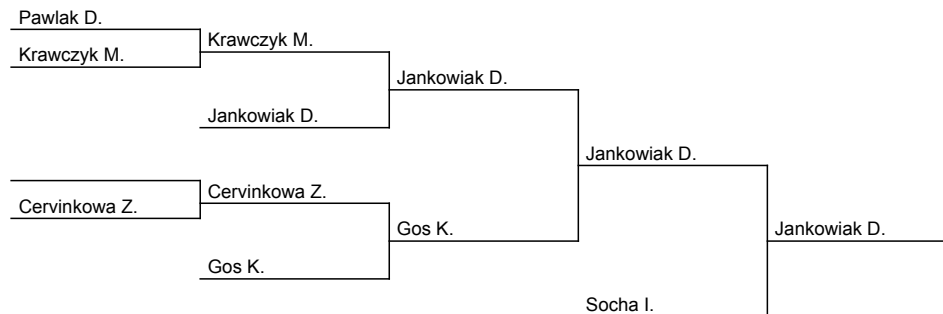 Pawlak D.
Krawczyk M.
Krawczyk M.
Jankowiak D.
Jankowiak D.
Jankowiak D.
Cervinkowa Z.
Cervinkowa Z.
Gos K.
Jankowiak D.
Gos K.
Socha I.